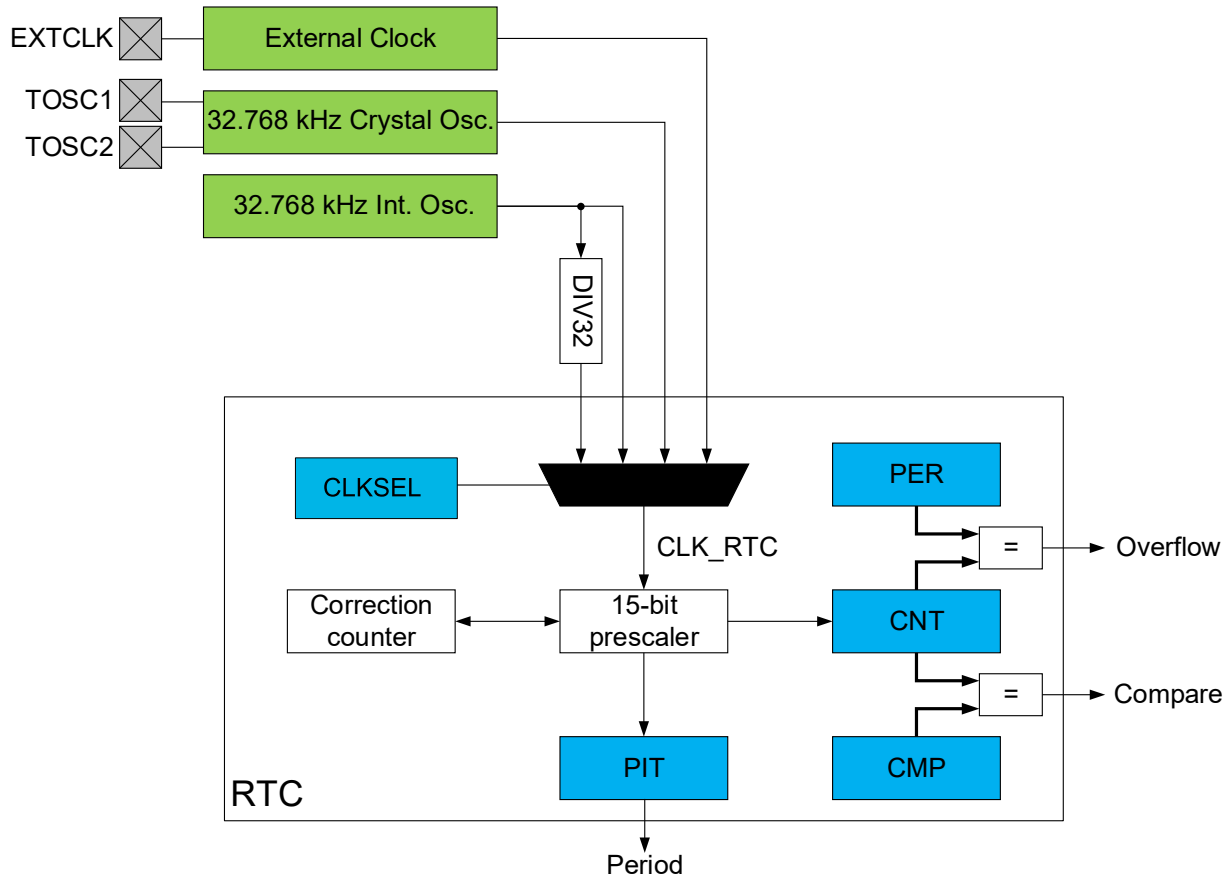 EXTCLK
External Clock
TOSC1
32.768 kHz Crystal Osc.
TOSC2
32.768 kHz Int. Osc.
DIV32
CLKSEL
PER
CLK_RTC
=
Overflow
Correction
counter
15-bit
prescaler
CNT
=
Compare
PIT
CMP
RTC
Period